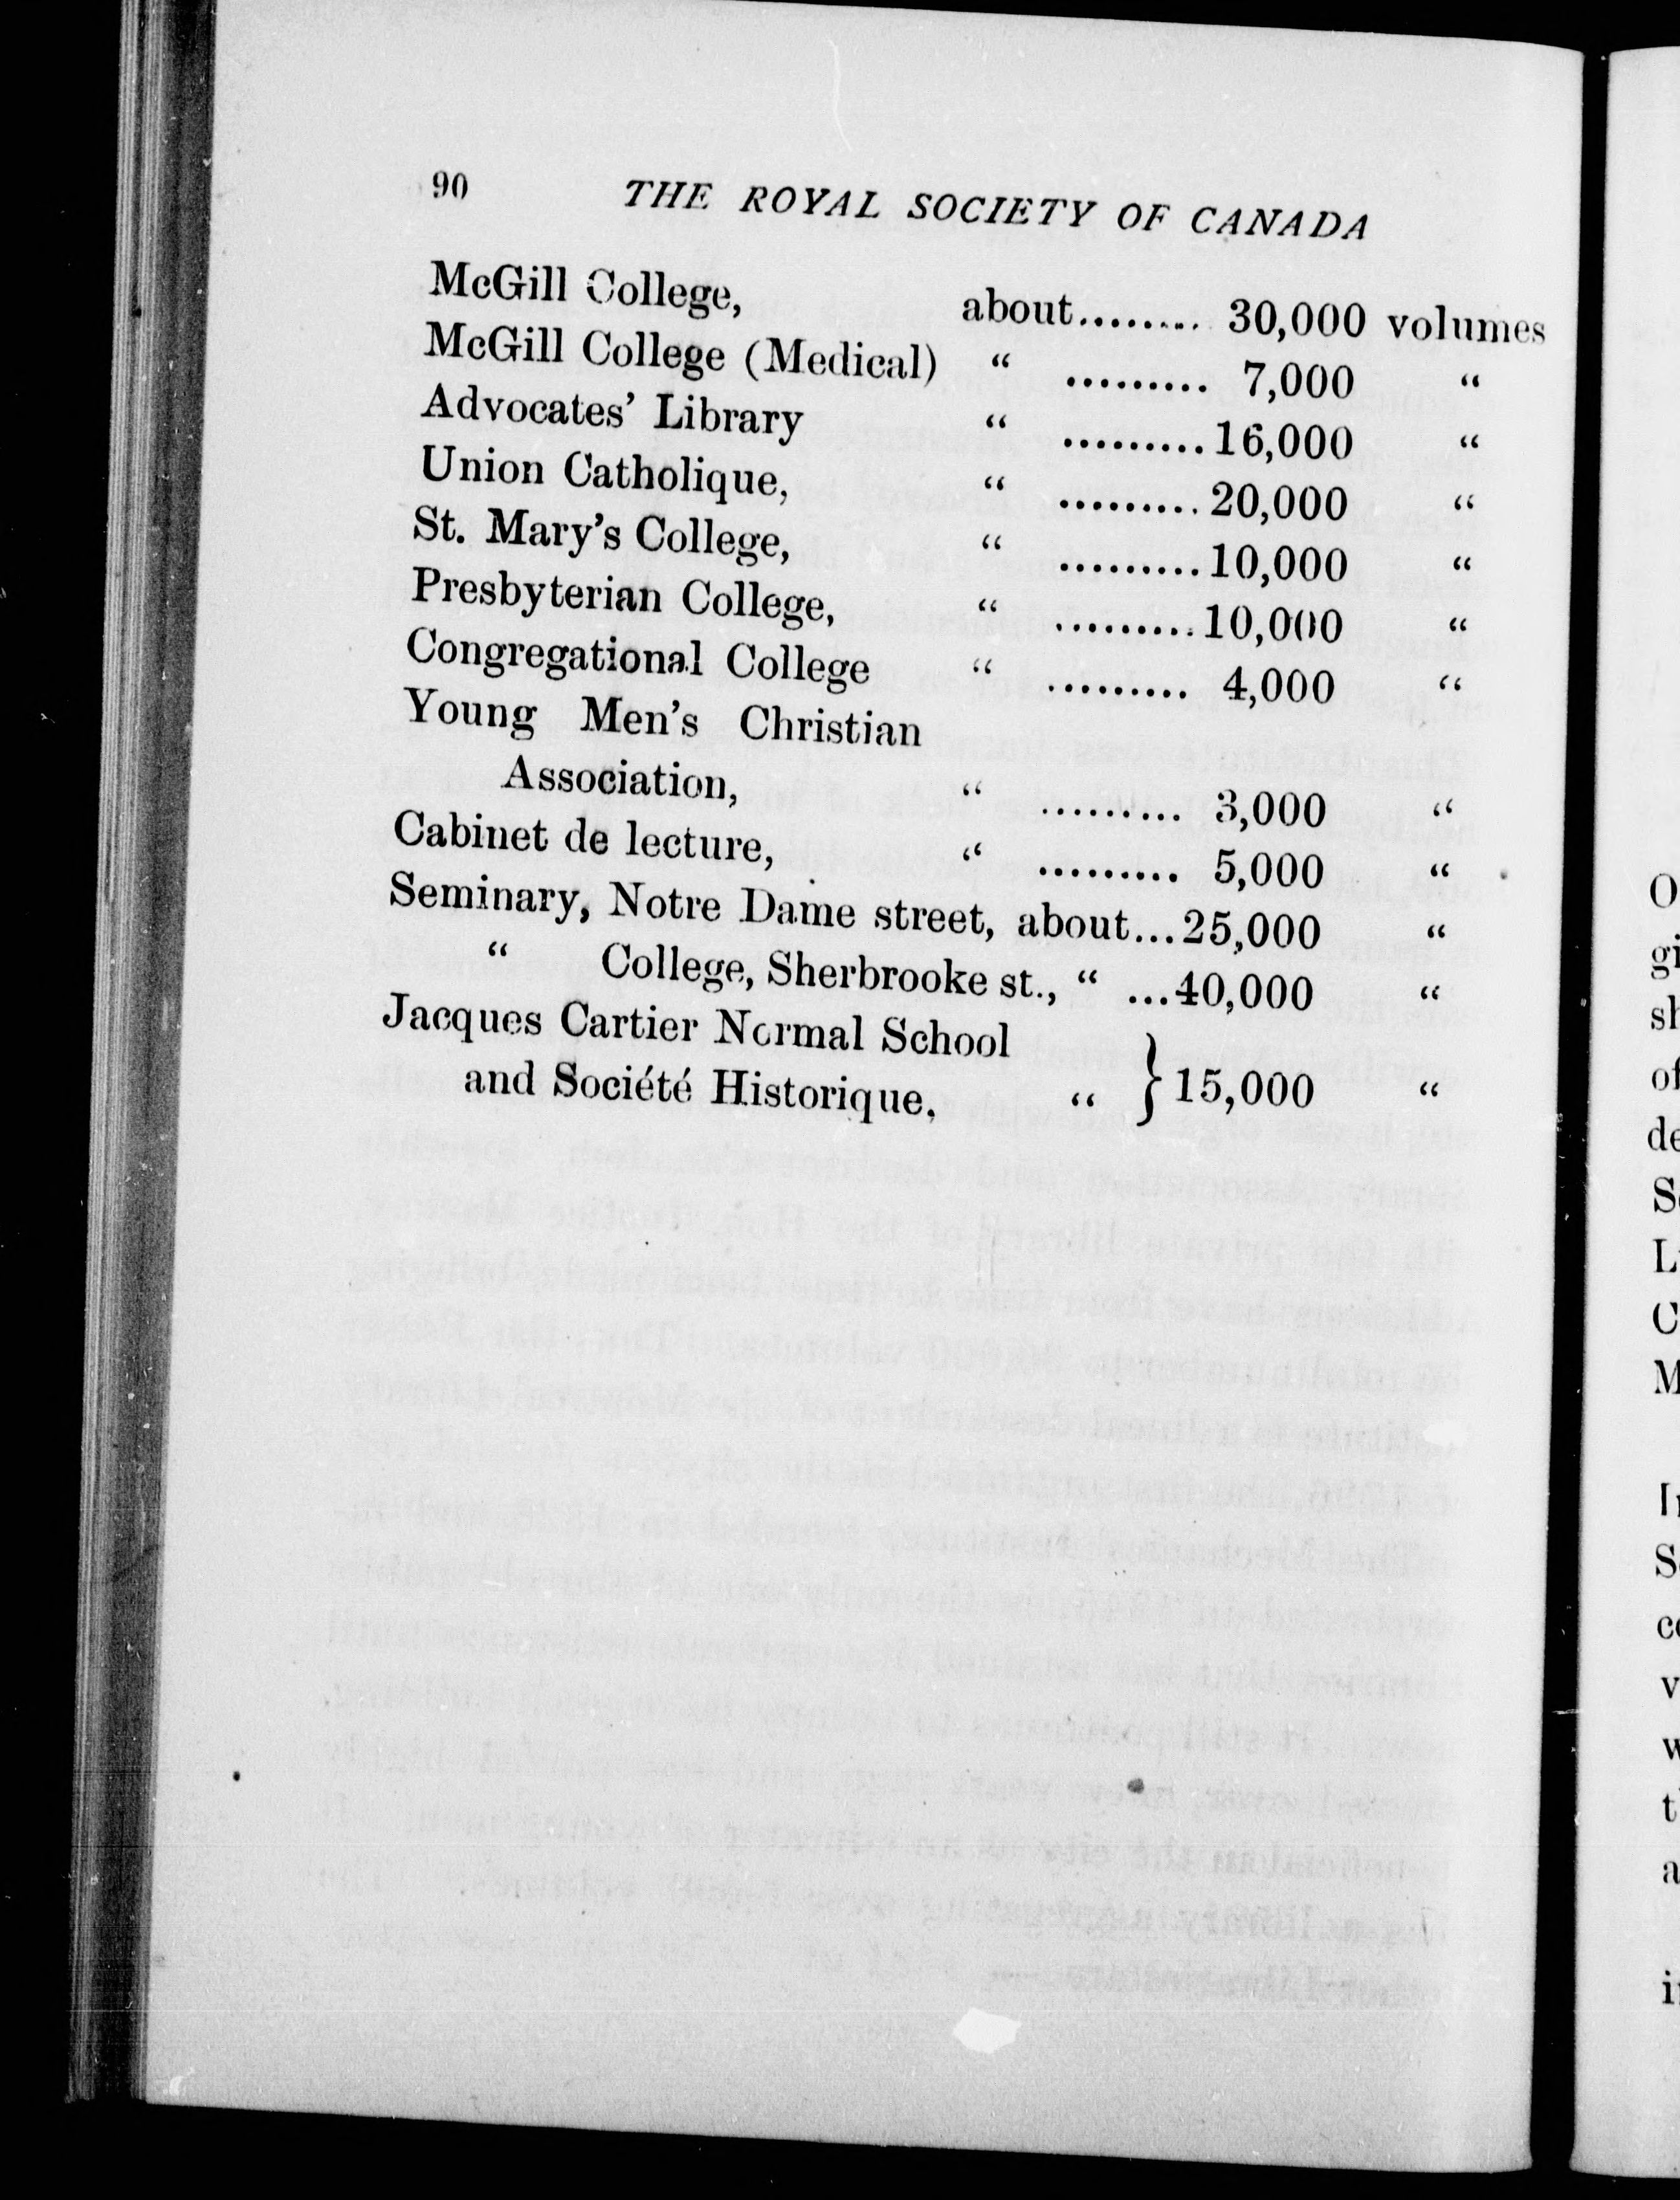 90 THE ROYAL SOCIETY OF CANADA
McGill College, about......... 30,000 volumes
McGill College (Medical) “ ......... 7,000 “
Advocates’ Library “ ......... 16,000 “
Union Catholique, “ ......... 20,000 “
St. Mary’s College, “ ......... 10,000 “
Presbyterian College, “ ......... 10,000 “
Congregational College “ ......... 4,000 “
Young Men’s Christian
Association, “ ......... 3,000 “
Cabinet de lecture, “ ......... 5,000 “
Seminary, Notre Dame street, about...25,000 “
“ College, Sherbrooke st., “ ...40,000 “
Jacques Cartier Normal School
and Société Historique, “ } 15,000 “